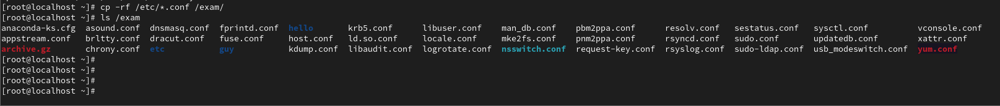 [root@localhost ~]# cp -rf /etc/*.conf /exam/
[root@localhost ~]# ls /exam
anaconda-ks.cfg  asound.conf  dnsmasq.conf  fprintd.conf  hello  krb5.conf  libuser.conf  man_db.conf  pbm2ppa.conf  resolv.conf  sestatus.conf  sysctl.conf  vconsole.conf
appstream.conf  brltty.conf  dracut.conf  fuse.conf  host.conf  ld.so.conf  locale.conf  mke2fs.conf  pnm2ppa.conf  rsyncd.conf  sudo.conf  updatedb.conf  xattr.conf
archive.gz  chrony.conf  etc  guy  kdump.conf  libaudit.conf  logrotate.conf  nsswitch.conf  request-key.conf  rsyslog.conf  sudo-ldap.conf  usb_modeswitch.conf  yum.conf
[root@localhost ~]#
[root@localhost ~]#
[root@localhost ~]#
[root@localhost ~]#